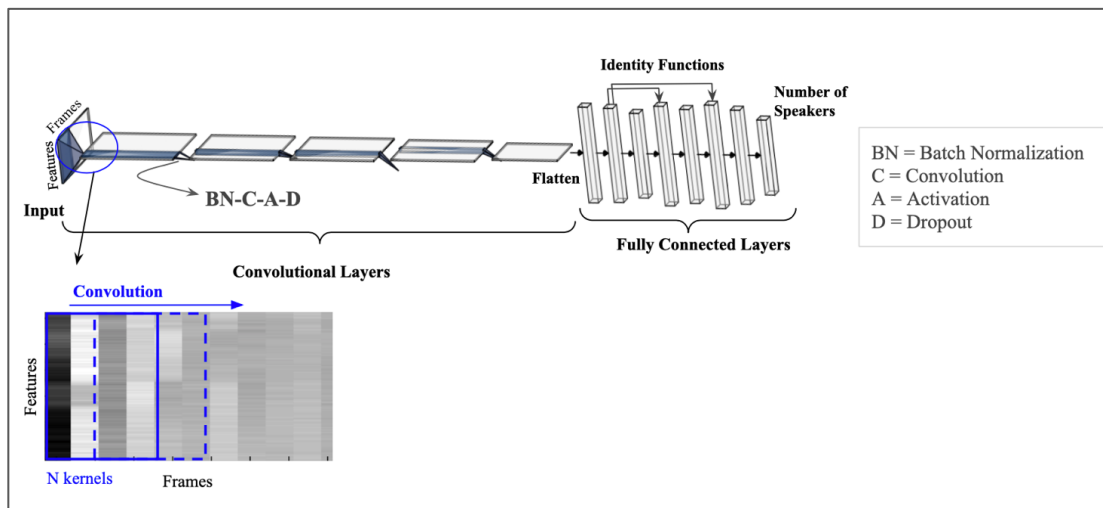 Identity Functions
Number of
Speakers
Frames
Features
Input
BN-C-A-D
Flatten
Convolutional Layers
Fully Connected Layers
BN = Batch Normalization
C = Convolution
A = Activation
D = Dropout
Convolution
Features
N kernels
Frames